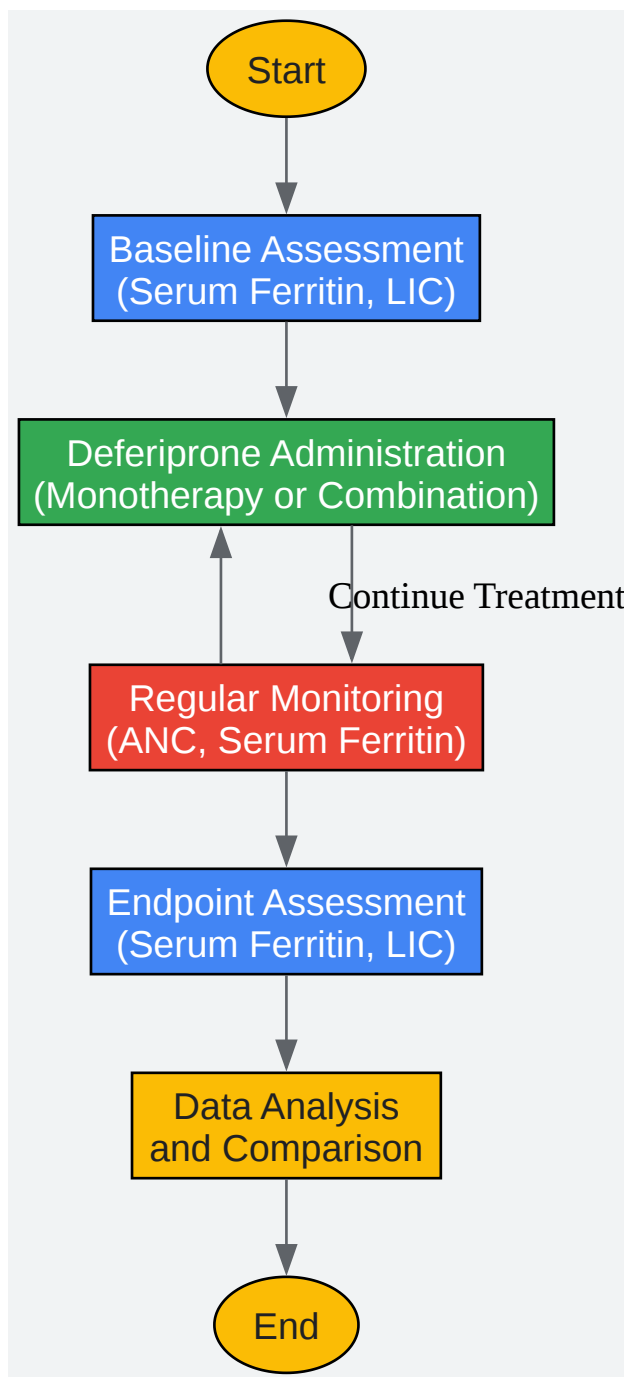 Start
Baseline Assessment
(Serum Ferritin, LIC)
Deferiprone Administration
(Monotherapy or Combination)
Continue Treatment
Regular Monitoring
(ANC, Serum Ferritin)
Endpoint Assessment
(Serum Ferritin, LIC)
Data Analysis
and Comparison
End